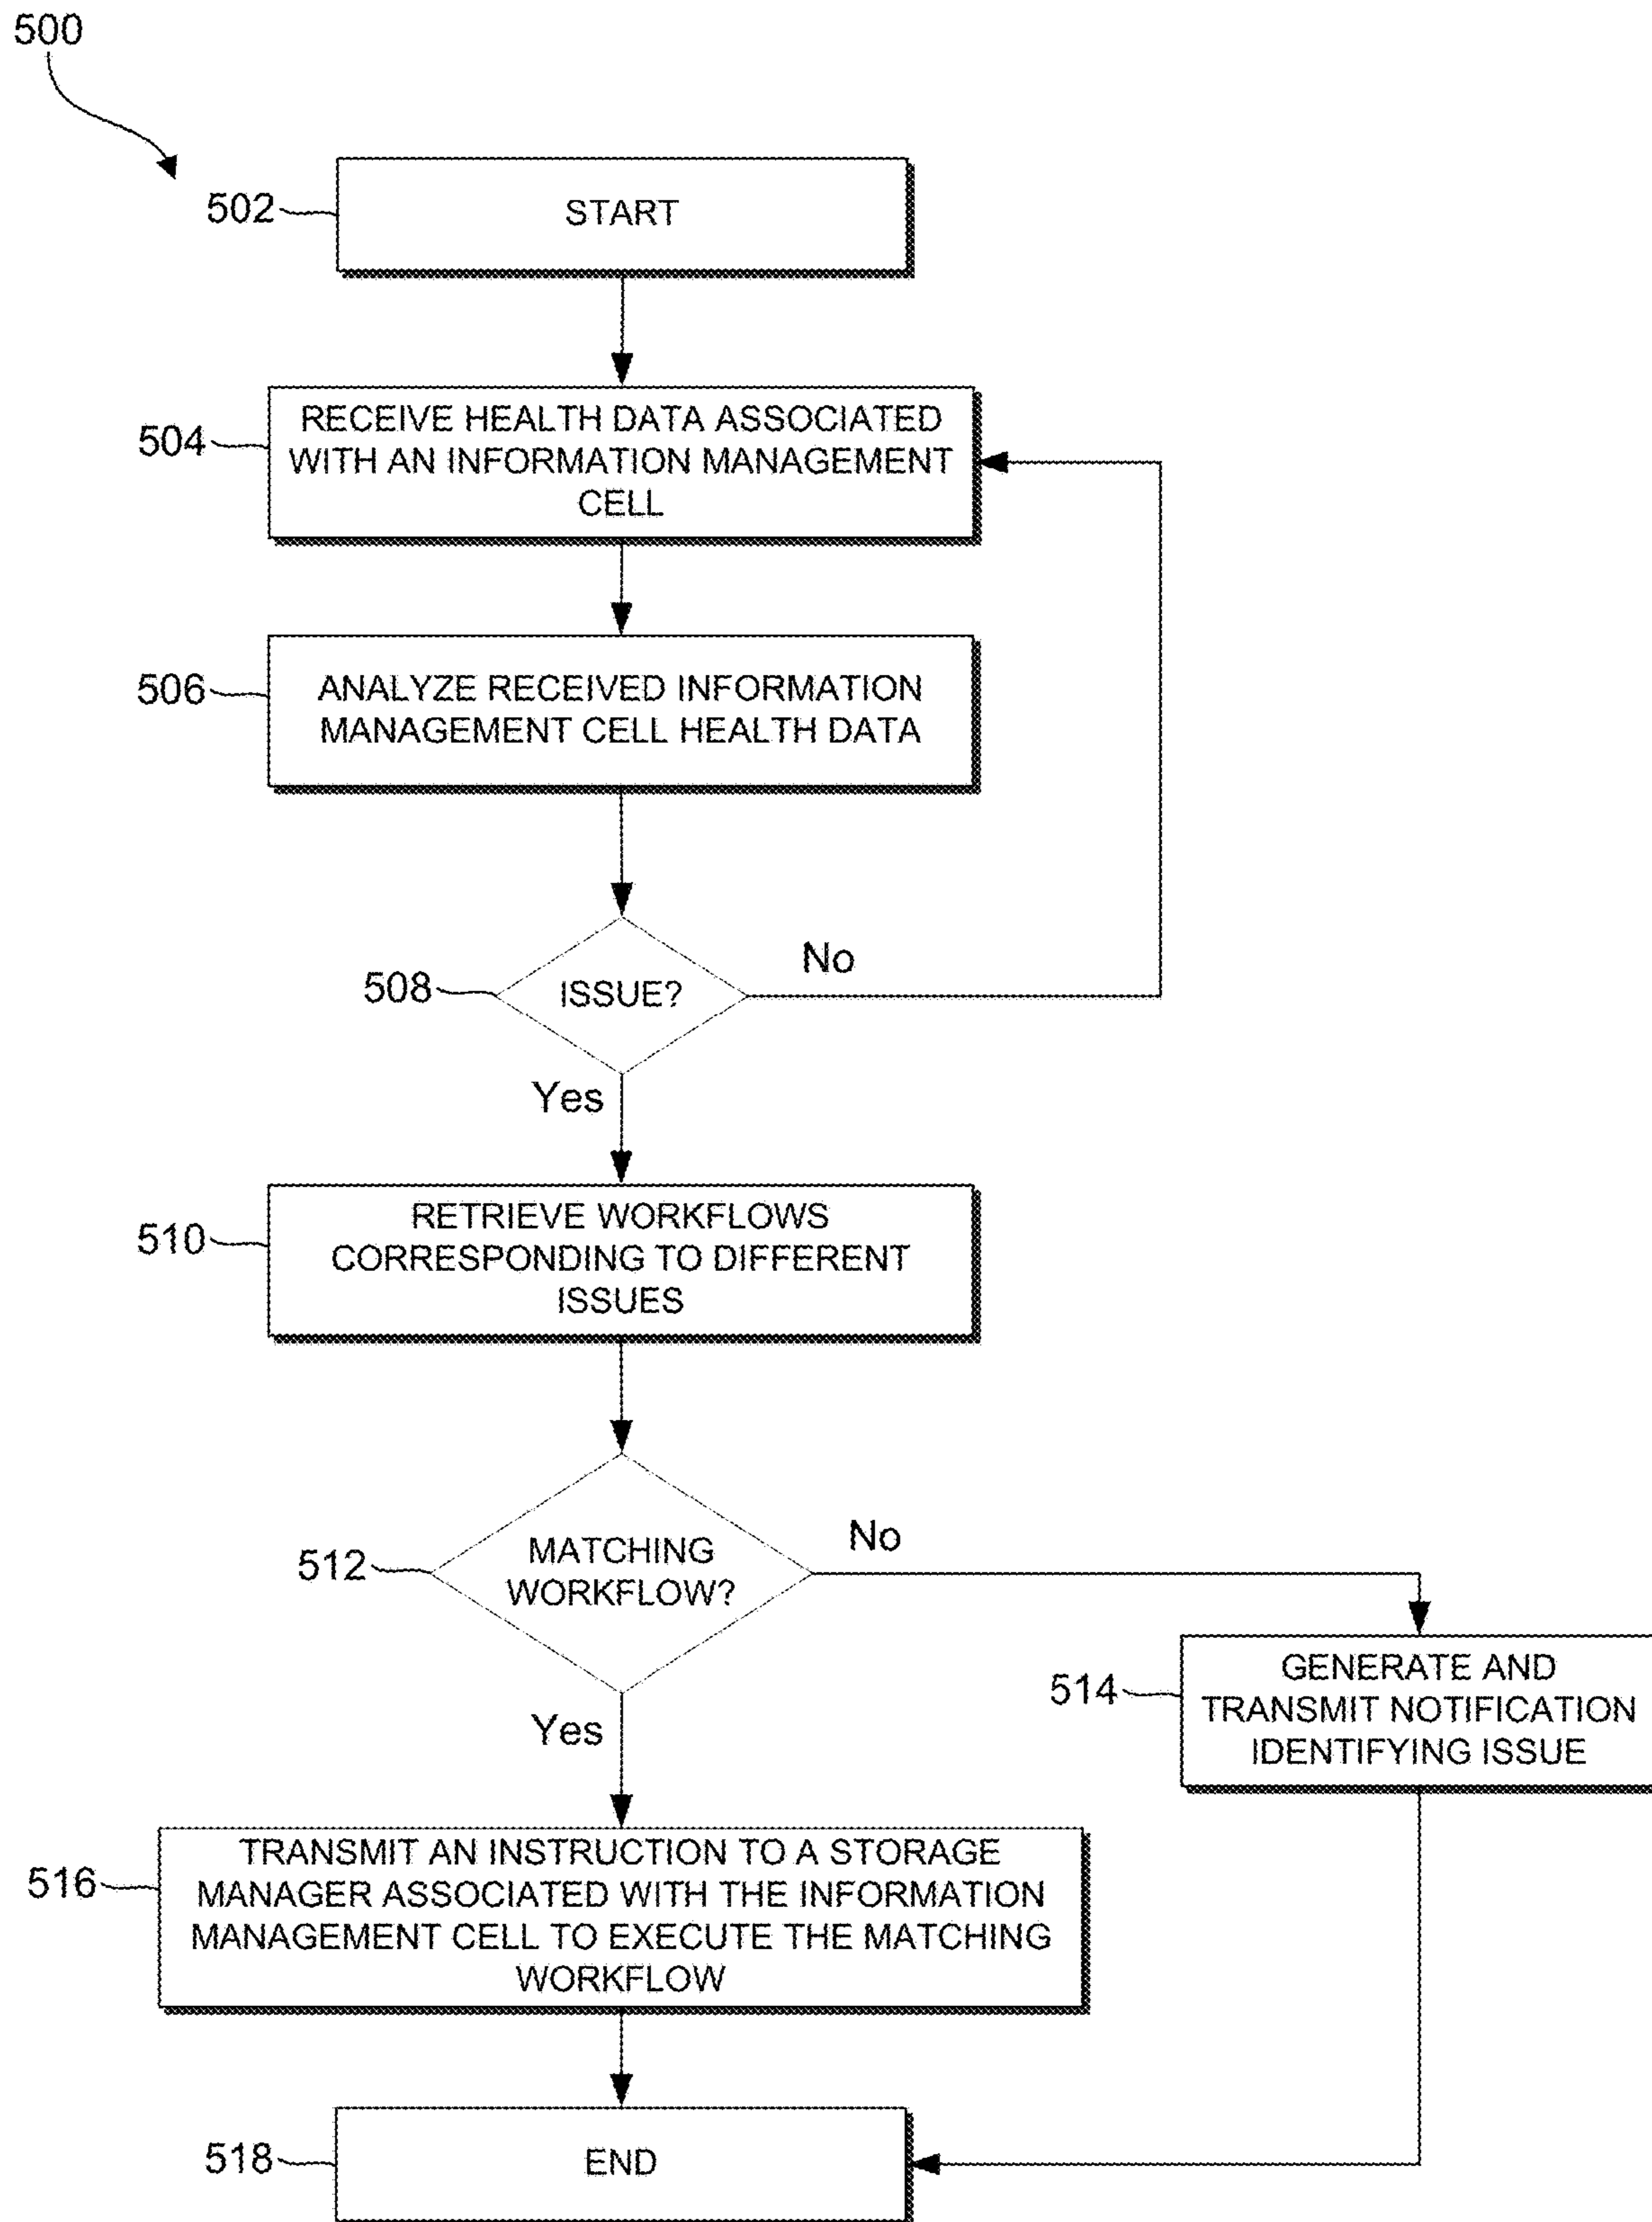 500
502
START
504
RECEIVE HEALTH DATA ASSOCIATED
WITH AN INFORMATION MANAGEMENT
CELL
506
ANALYZE RECEIVED INFORMATION
MANAGEMENT CELL HEALTH DATA
508
ISSUE?
No
Yes
510
RETRIEVE WORKFLOWS
CORRESPONDING TO DIFFERENT
ISSUES
512
MATCHING
WORKFLOW?
No
Yes
514
GENERATE AND
TRANSMIT NOTIFICATION
IDENTIFYING ISSUE
516
TRANSMIT AN INSTRUCTION TO A STORAGE
MANAGER ASSOCIATED WITH THE INFORMATION
MANAGEMENT CELL TO EXECUTE THE MATCHING
WORKFLOW
518
END